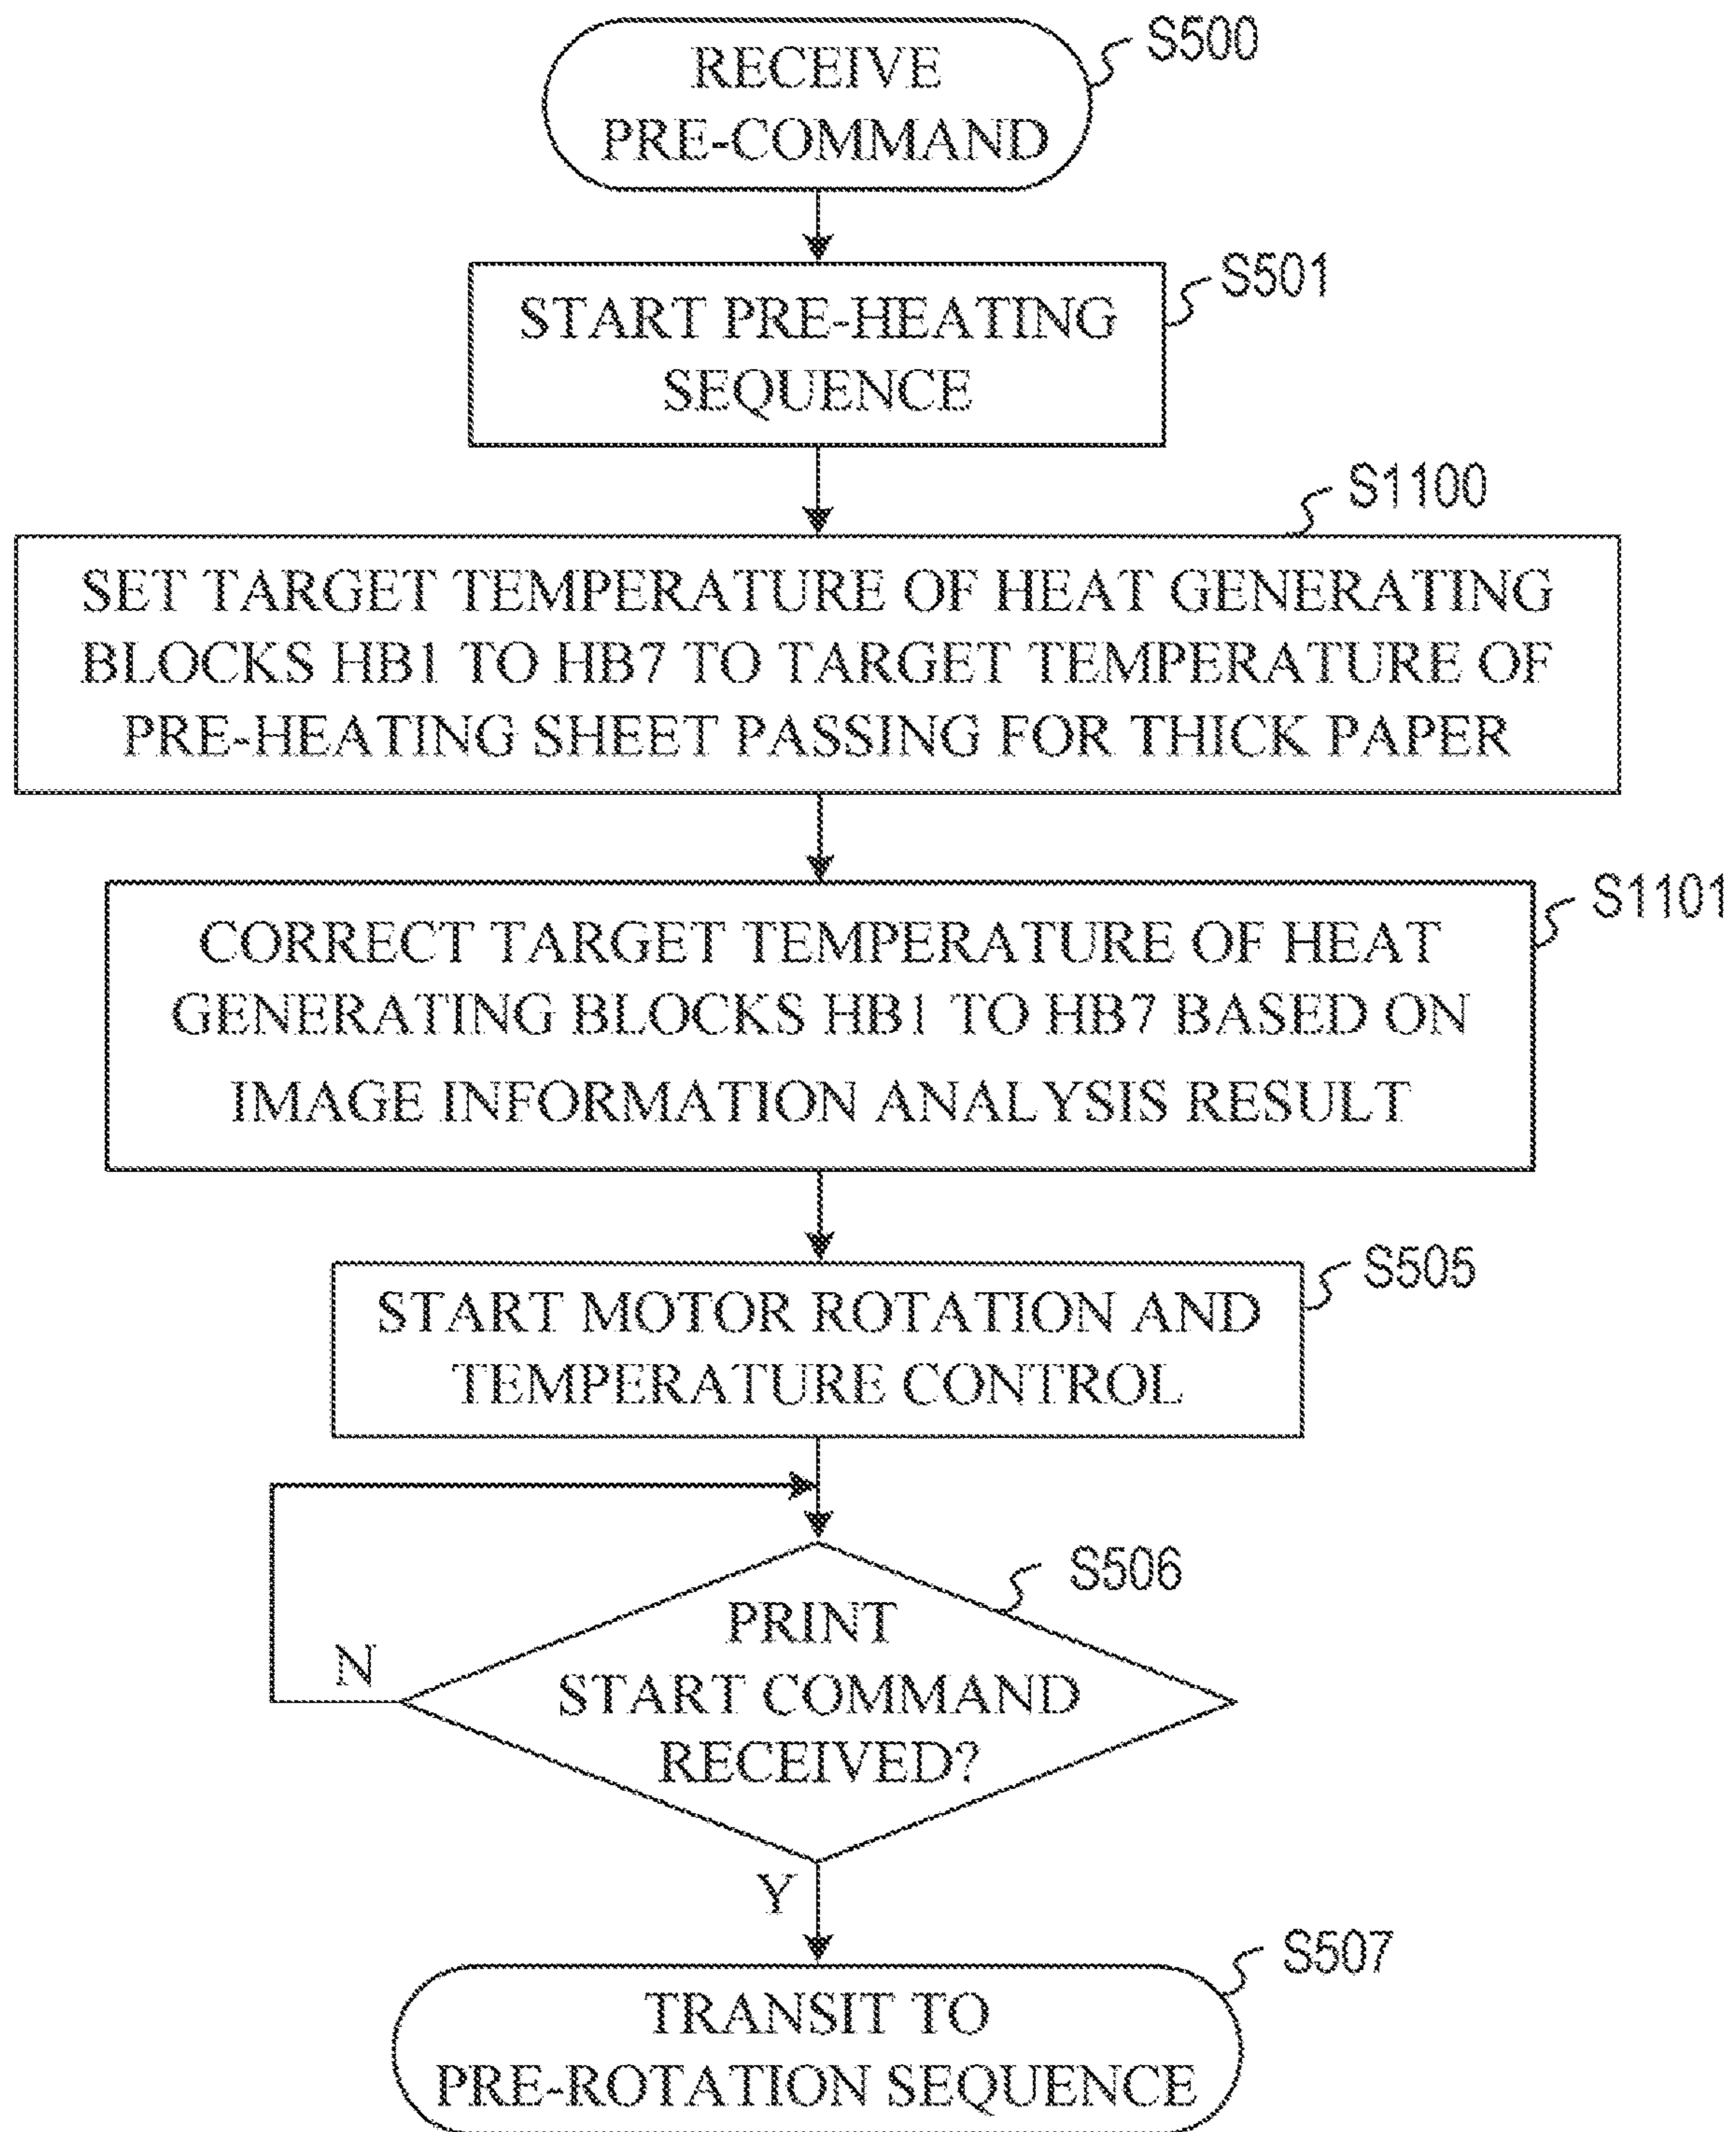 S500
RECEIVE
PRE-COMMAND
S501
START PRE-HEATING
SEQUENCE
S1100
SET TARGET TEMPERATURE OF HEAT GENERATING
BLOCKS HB1 TO HB7 TO TARGET TEMPERATURE OF
PRE-HEATING SHEET PASSING FOR THICK PAPER
S1101
CORRECT TARGET TEMPERATURE OF HEAT
GENERATING BLOCKS HB1 TO HB7 BASED ON
IMAGE INFORMATION ANALYSIS RESULT
S505
START MOTOR ROTATION AND
TEMPERATURE CONTROL
S506
PRINT
START COMMAND
RECEIVED?
N
Y
S507
TRANSIT TO
PRE-ROTATION SEQUENCE